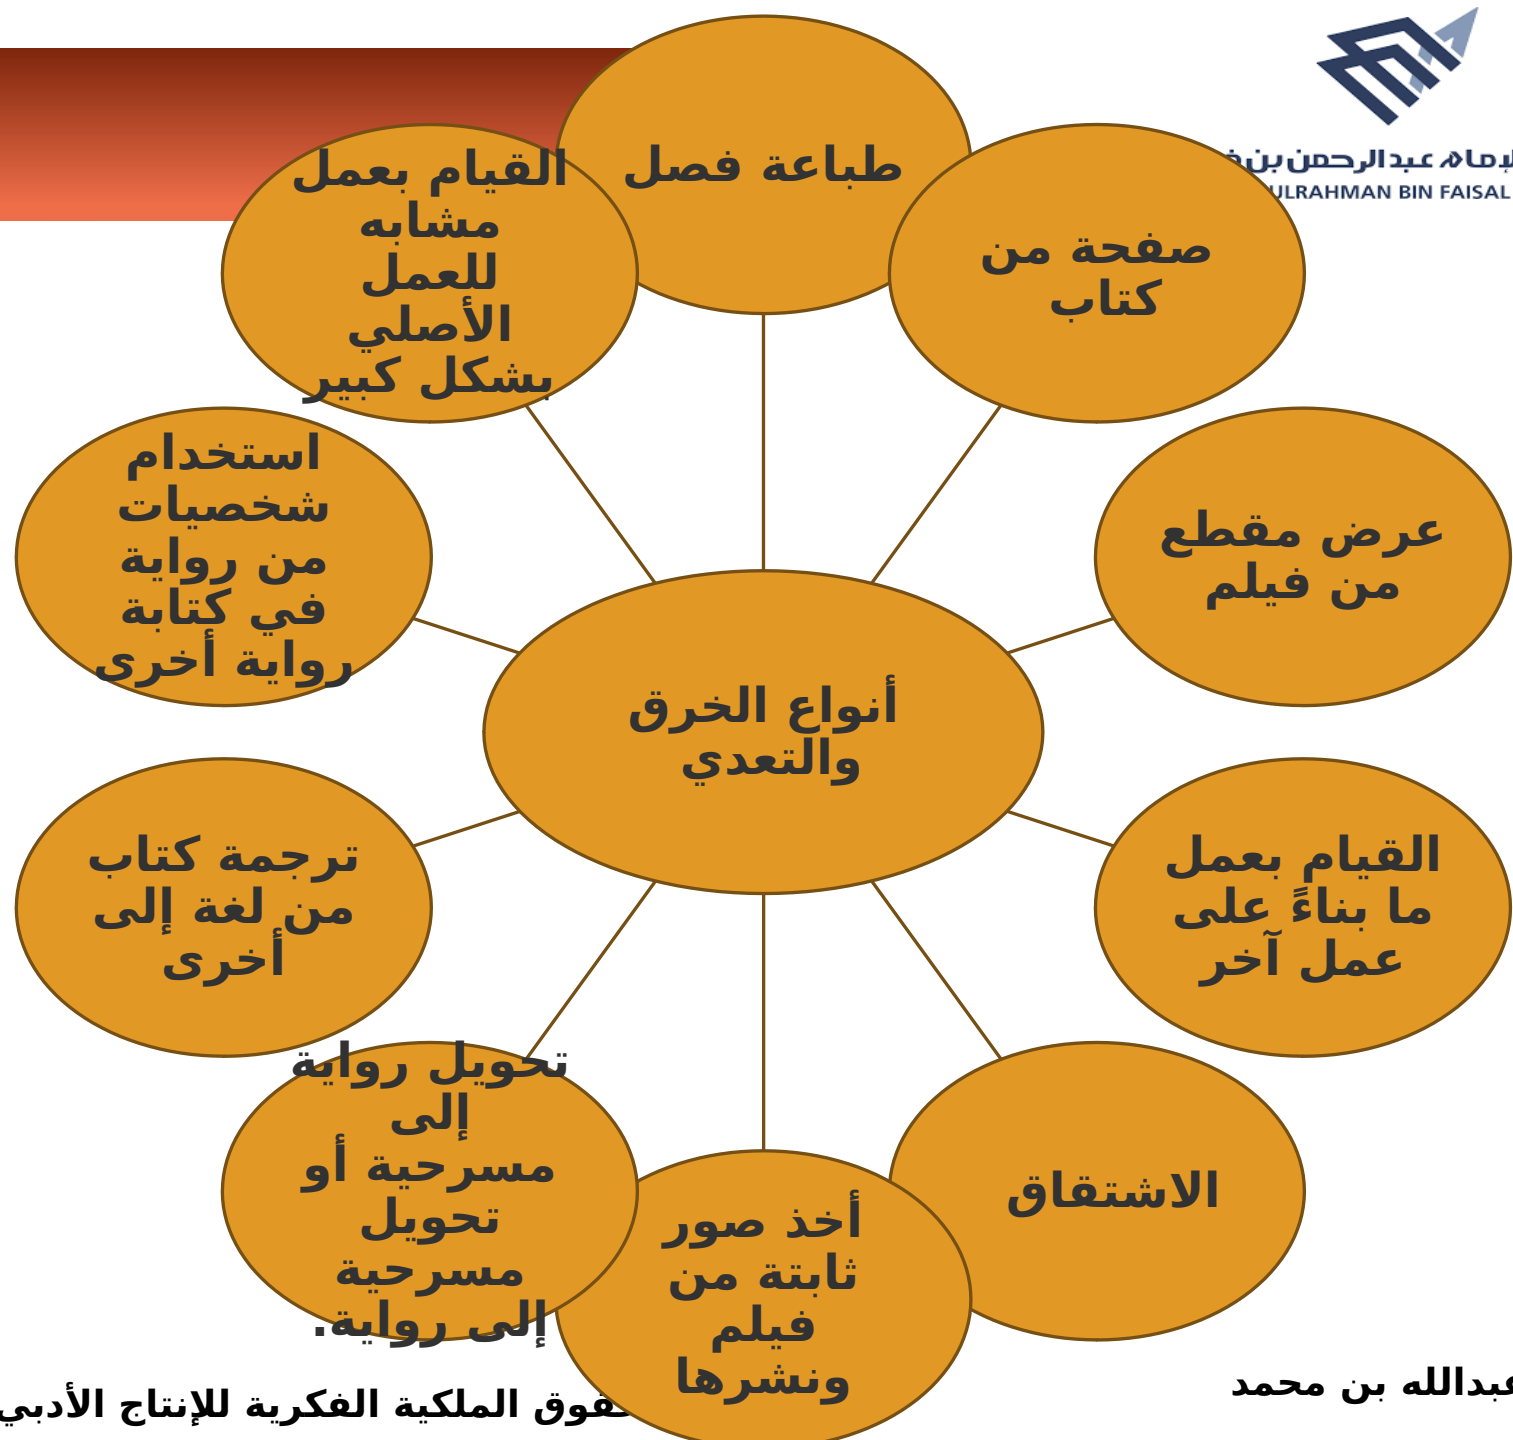 الإمام عبدالرحمن بن
ULRAHMAN BIN FAISAL
طباعة فصل
صفحة من
كتاب
عرض مقطع
من فيلم
القيام بعمل
ما بناءً على
عمل آخر
الاشتقاق
أخذ صور
ثابتة من
فيلم
ونشرها
تحويل رواية
إلى
مسرحية أو
تحويل
مسرحية
إلى رواية.
ترجمة كتاب
من لغة إلى
أخرى
استخدام
شخصيات
من رواية
في كتابة
رواية أخرى
القيام بعمل
مشابه
للعمل
الأصلي
بشكل كبير
أنواع الخرق
والتعدي
عبدالله بن محمد
حقوق الملكية الفكرية للإنتاج الأدبي